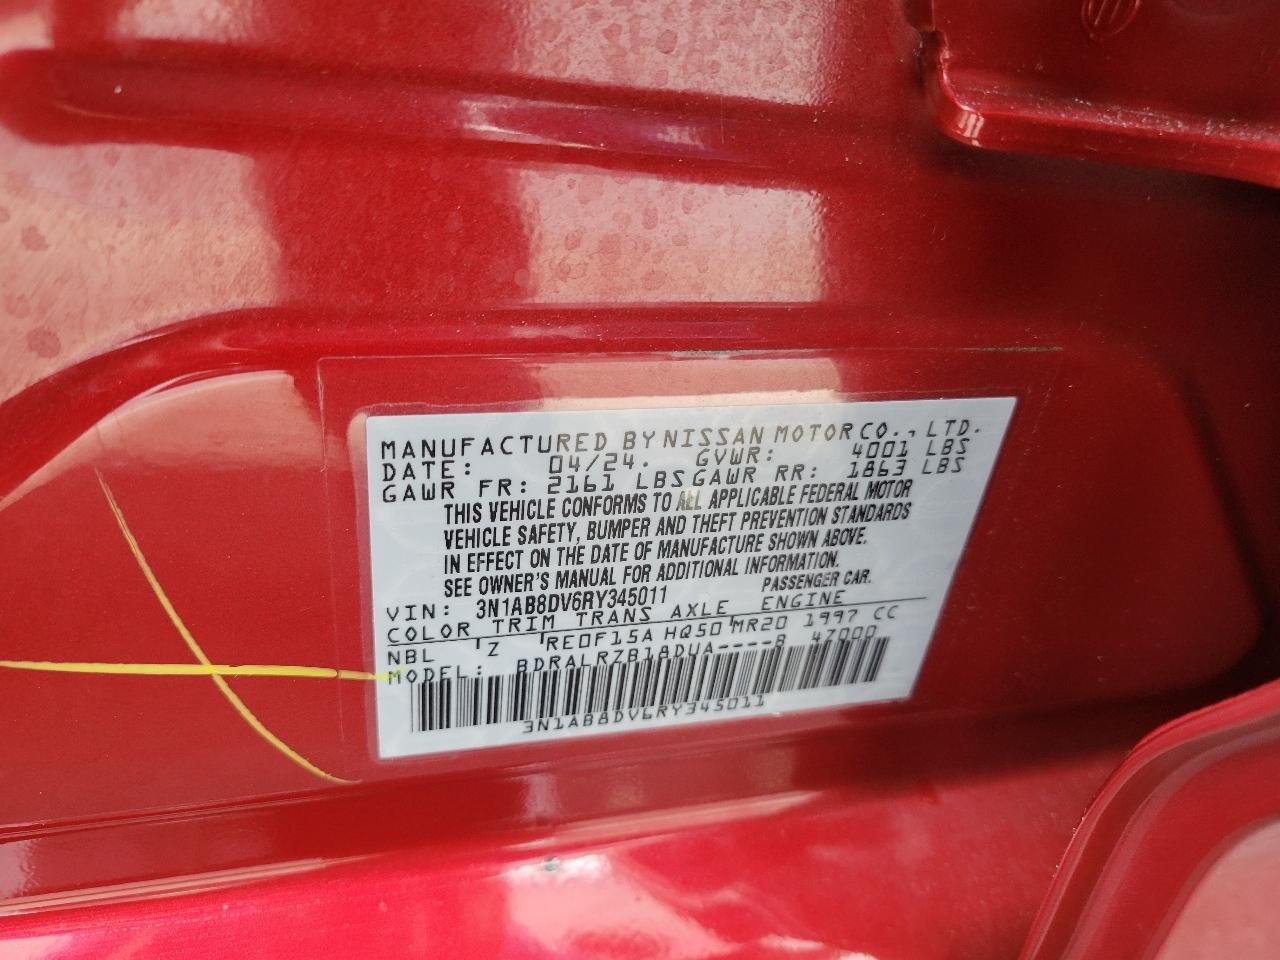 MANUFACTURED BY NISSAN MOTOR CO., LTD.
DATE: 04/24. GVWR: 4001 LBS
GAWR FR: 2161 LBS GAWR RR: 1863 LBS
THIS VEHICLE CONFORMS TO ALL APPLICABLE FEDERAL MOTOR
VEHICLE SAFETY, BUMPER AND THEFT PREVENTION STANDARDS
IN EFFECT ON THE DATE OF MANUFACTURE SHOWN ABOVE.
SEE OWNER'S MANUAL FOR ADDITIONAL INFORMATION.
VIN: 3N1AB8DV6RY345011 PASSENGER CAR.
COLOR TRIM TRANS AXLE ENGINE
NBL Z RE0F15A HQ50 MR20 1997 CC
MODEL: BDRALRZB18DUA----B 47000
3N1AB8DV6RY345011